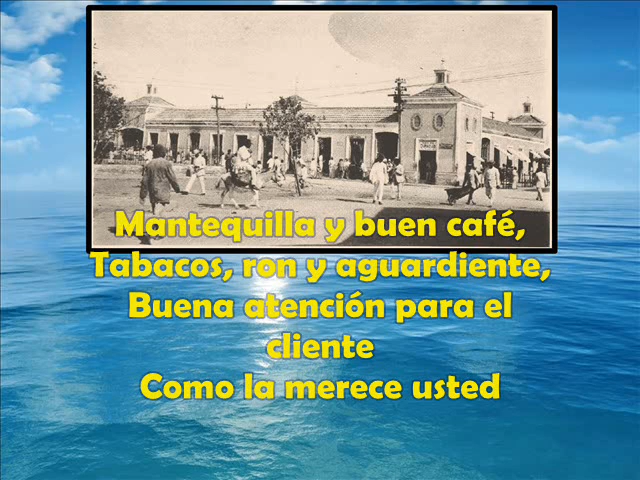 Mantequilla y buen café,
Tabacos, ron y aguardiente,
Buena atención para el
cliente
Como la merece usted